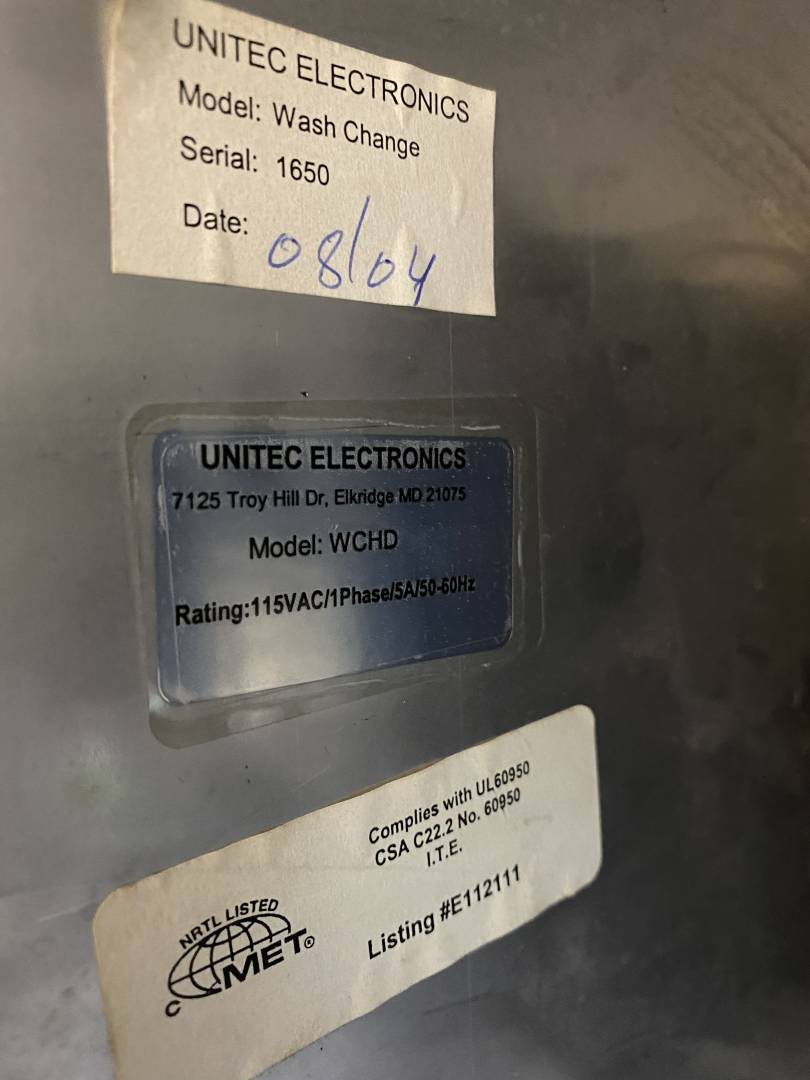 UNITEC ELECTRONICS
Model: Wash Change
Serial: 1650
Date: 08/04
UNITEC ELECTRONICS
7125 Troy Hill Dr, Elkridge MD 21075
Model: WCHD
Rating:115VAC/1Phase/5A/50-60Hz
Complies with UL60950
CSA C22.2 No. 60950
I.T.E.
Listing #E112111
NRTL LISTED
C MET®